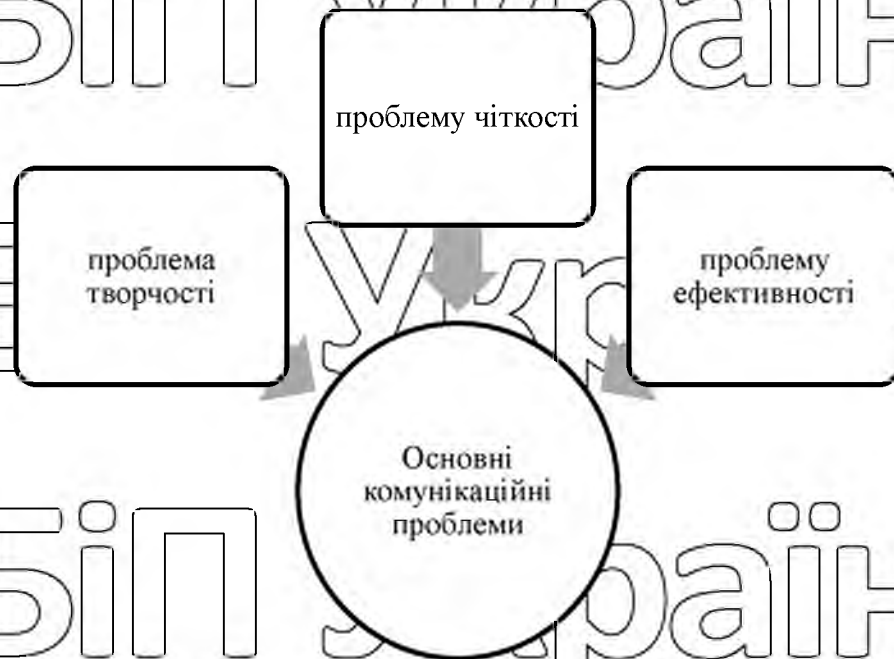 проблему чіткості
проблема
творчості
проблему
ефективності
Основні
комунікаційні
проблеми